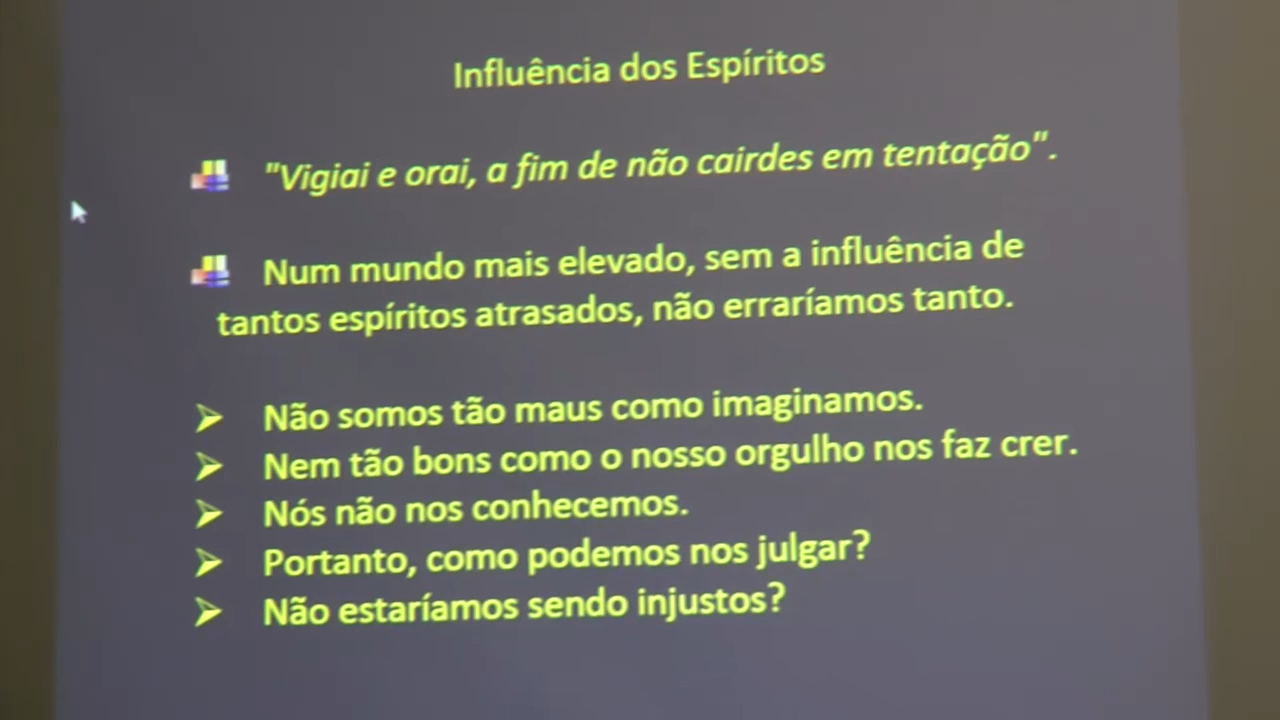 Influência dos Espíritos
"Vigiai e orai, a fim de não cairdes em tentação".
Num mundo mais elevado, sem a influência de
tantos espíritos atrasados, não erraríamos tanto.
Não somos tão maus como imaginamos.
Nem tão bons como o nosso orgulho nos faz crer.
Nós não nos conhecemos.
Portanto, como podemos nos julgar?
Não estaríamos sendo injustos?